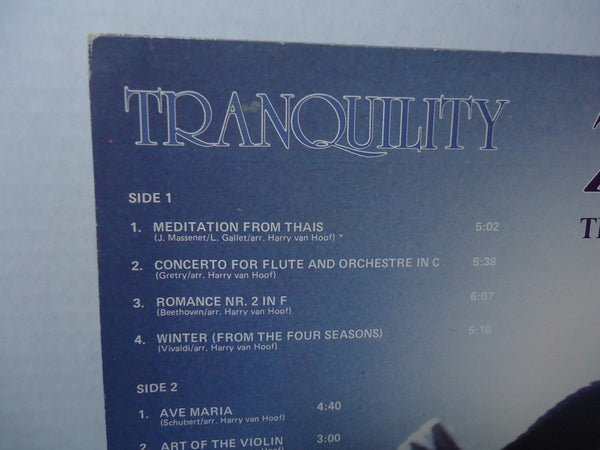 TRANQUILITY
SIDE 1
1. MEDITATION FROM THAIS 5:02
(J. Massenet/L. Gallet/arr. Harry van Hoof) *
2. CONCERTO FOR FLUTE AND ORCHESTRE IN C 5:38
(Gretry/arr. Harry van Hoof)
3. ROMANCE NR. 2 IN F 6:07
(Beethoven/arr. Harry van Hoof)
4. WINTER (FROM THE FOUR SEASONS) 5:10
(Vivaldi/arr. Harry van Hoof)
SIDE 2
1. AVE MARIA 4:40
(Schubert/arr. Harry van Hoof)
2. ART OF THE VIOLIN 3:00